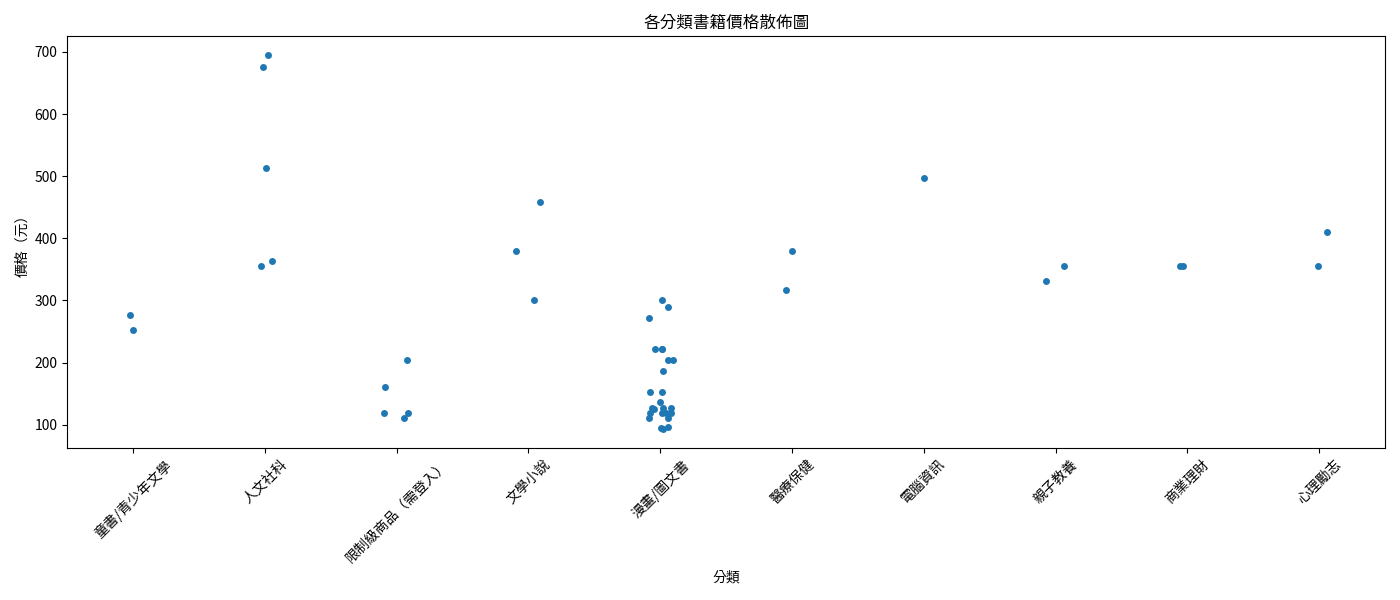 各分類書籍價格散佈圖
價格（元）
700
600
500
400
300
200
100
童書/青少年文學
人文社科
限制級商品（需登入）
文學小說
漫畫/圖文書
醫療保健
電腦資訊
親子教養
商業理財
心理勵志
分類